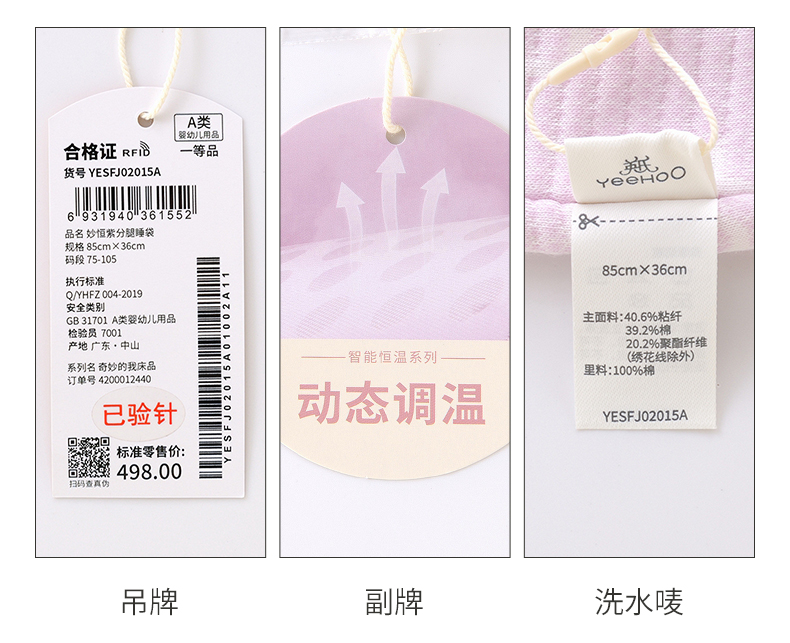 A类
婴幼儿用品
合格证 RFID
一等品
货号 YESFJ02015A
6 931940 361552
品名 妙恒紫分腿睡袋
规格 85cm×36cm
码段 75-105
执行标准
Q/YHFZ 004-2019
安全类别
GB 31701 A类婴幼儿用品
检验员 7001
产地 广东·中山
系列名 奇妙的我床品
订单号 4200012440
已验针
扫码查真伪
标准零售价:
498.00
YESFJ02015A01002A11
吊牌
智能恒温系列
动态调温
副牌
英氏
YeeHoO
85cm×36cm
主面料:40.6%粘纤
39.2%棉
20.2%聚酯纤维
(绣花线除外)
里料:100%棉
YESFJ02015A
洗水唛